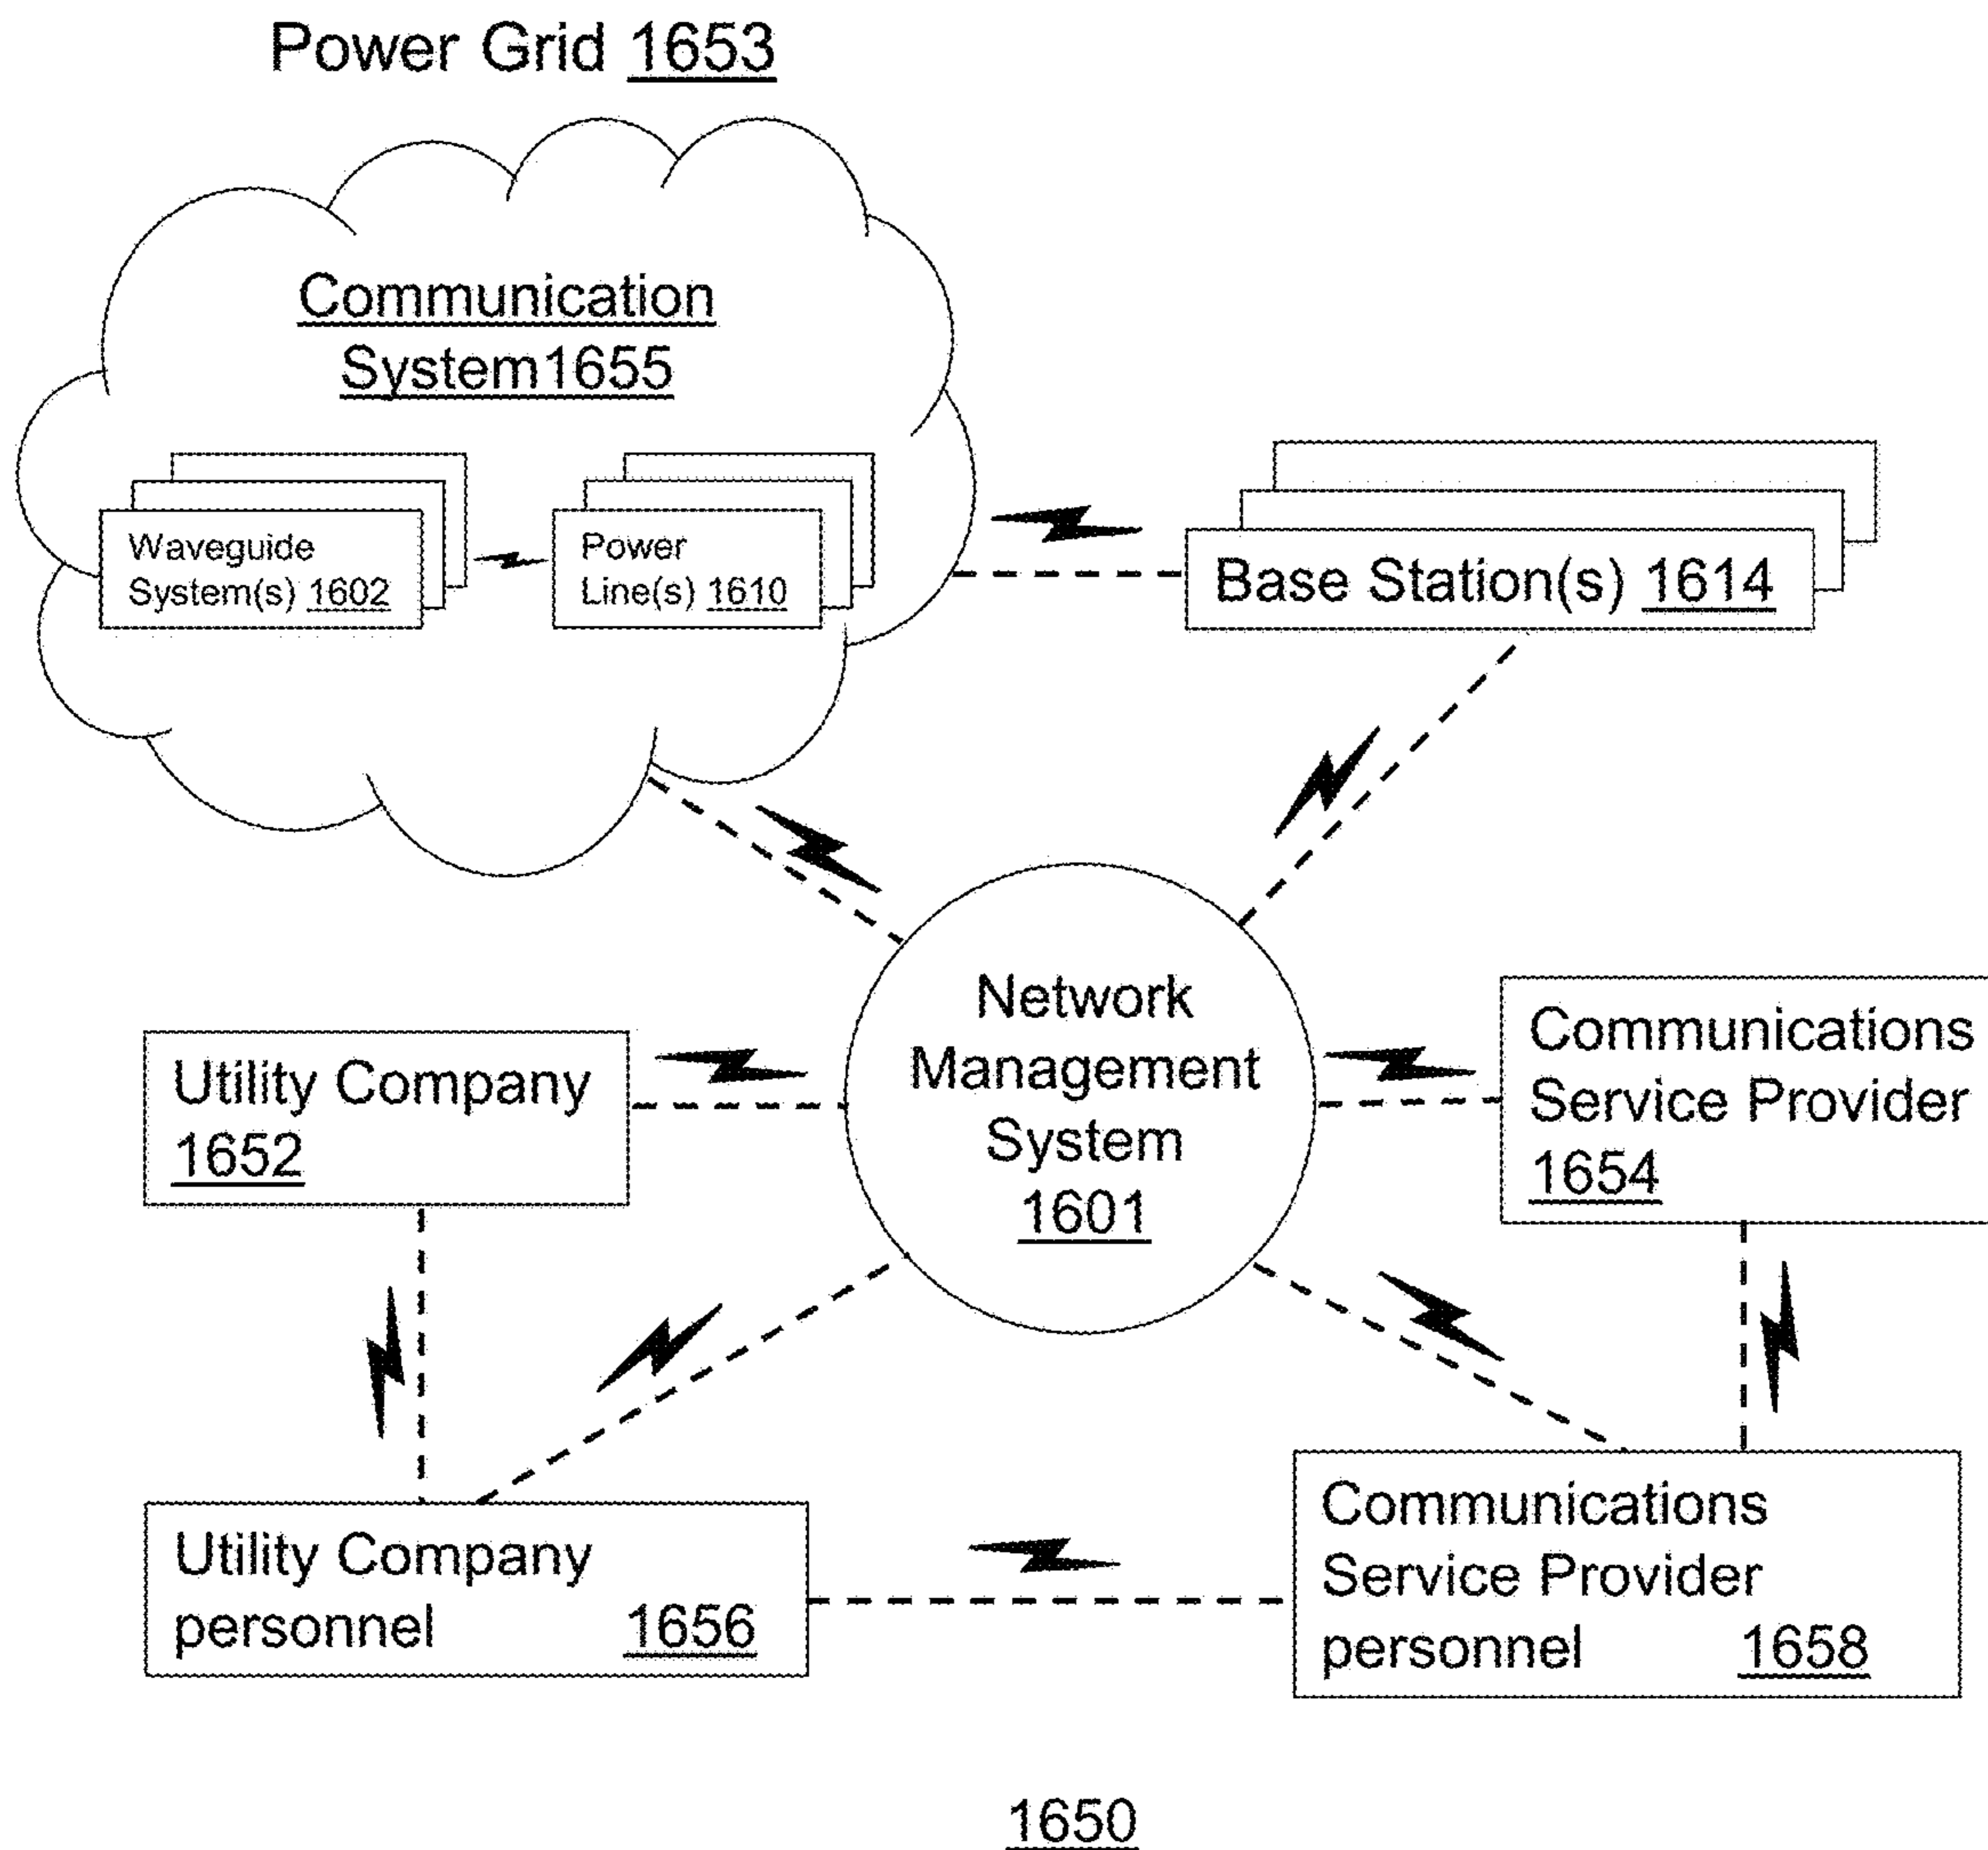 Power Grid 1653
Communication
System1655
Waveguide
System(s) 1602
Power
Line(s) 1610
Base Station(s) 1614
Network
Management
System
1601
Utility Company
1652
Communications
Service Provider
1654
Utility Company
personnel 1656
Communications
Service Provider
personnel 1658
1650